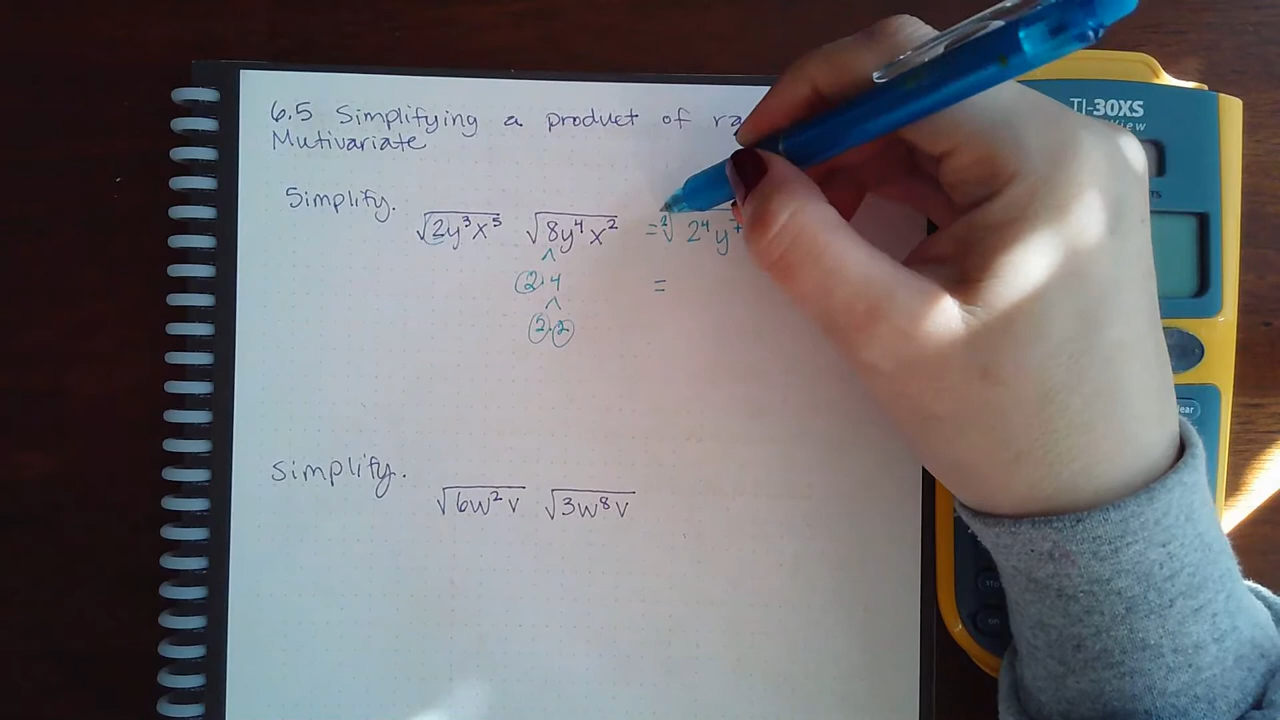 6.5 Simplifying a product of
Mutivariate
Simplify.
√2y³x⁵ √8y⁴x² = ²√2⁴y⁷
2·4 =
2·2
Simplify.
√6w²v √3w⁸v
TI-30XS